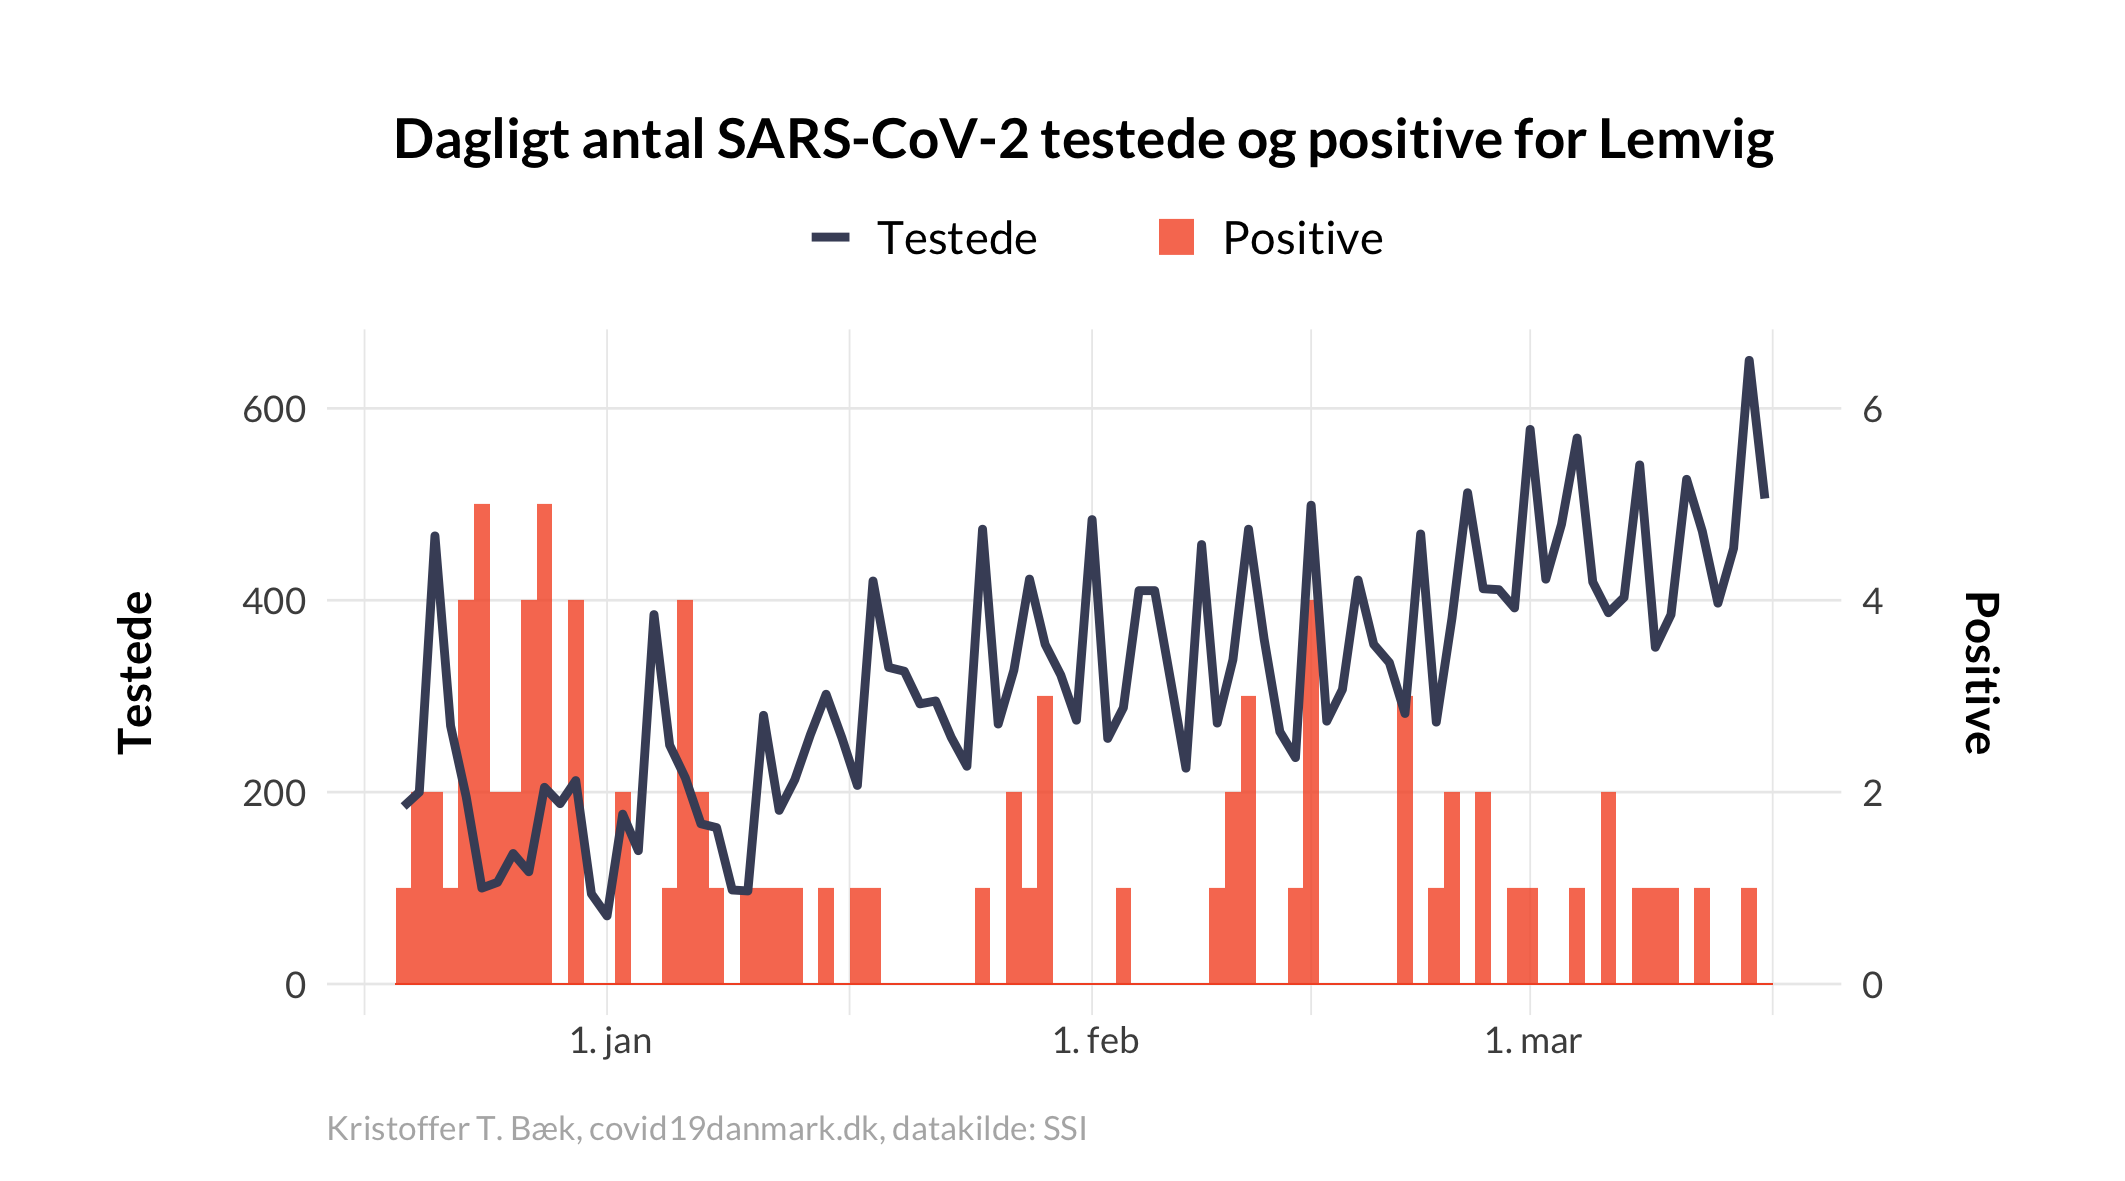 Dagligt antal SARS-CoV-2 testede og positive for Lemvig
Testede Positive
Testede
600
400
200
0
6
4
2
0
Positive
1. jan 1. feb 1. mar
Kristoffer T. Bæk, covid19danmark.dk, datakilde: SSI